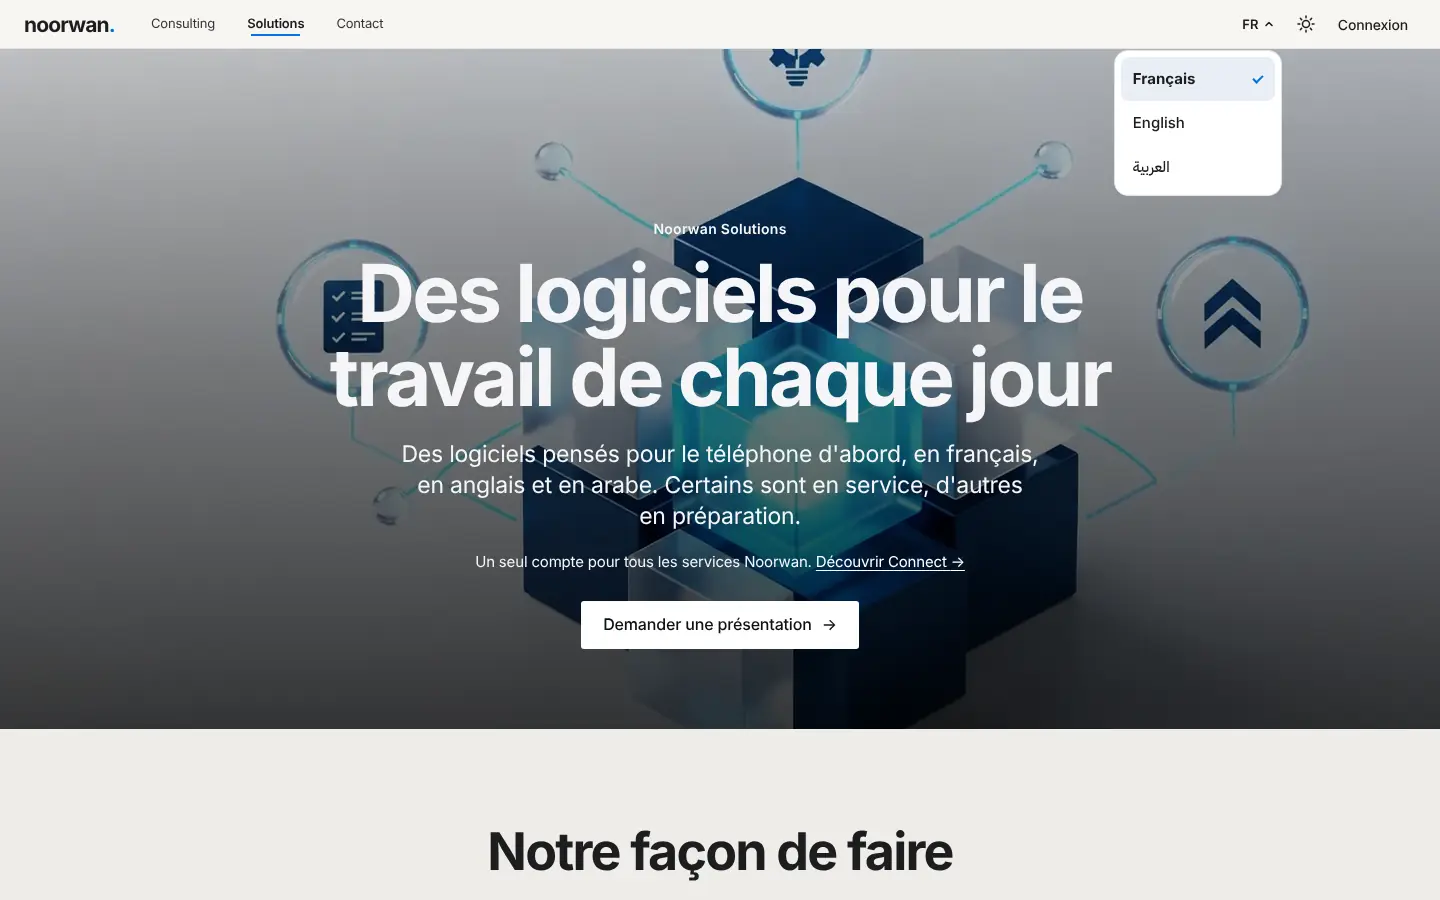 noorwan.
Consulting
Solutions
Contact
FR
Connexion
Français
English
العربية
Noorwan Solutions
Des logiciels pour le
travail de chaque jour
Des logiciels pensés pour le téléphone d'abord, en français,
en anglais et en arabe. Certains sont en service, d'autres
en préparation.
Un seul compte pour tous les services Noorwan. Découvrir Connect →
Demander une présentation →
Notre façon de faire